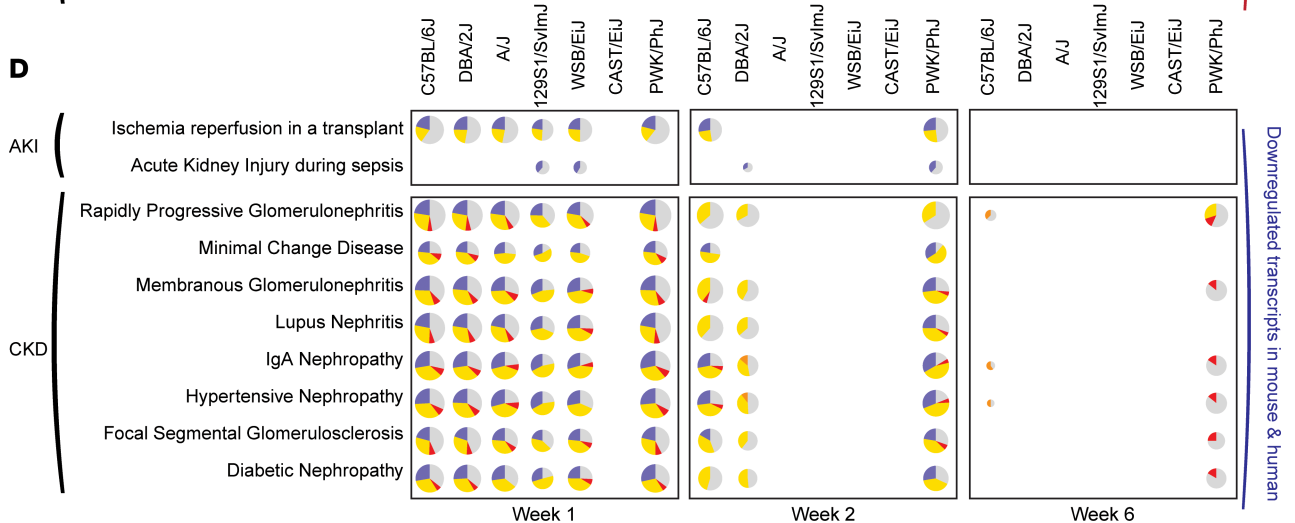 D
C57BL/6J
DBA/2J
A/J
129S1/SvlmJ
WSB/EiJ
CAST/EiJ
PWK/PhJ
C57BL/6J
DBA/2J
A/J
129S1/SvlmJ
WSB/EiJ
CAST/EiJ
PWK/PhJ
C57BL/6J
DBA/2J
A/J
129S1/SvlmJ
WSB/EiJ
CAST/EiJ
PWK/PhJ
AKI
Ischemia reperfusion in a transplant
Acute Kidney Injury during sepsis
CKD
Rapidly Progressive Glomerulonephritis
Minimal Change Disease
Membranous Glomerulonephritis
Lupus Nephritis
IgA Nephropathy
Hypertensive Nephropathy
Focal Segmental Glomerulosclerosis
Diabetic Nephropathy
Week 1
Week 2
Week 6
Downregulated transcripts in mouse & human